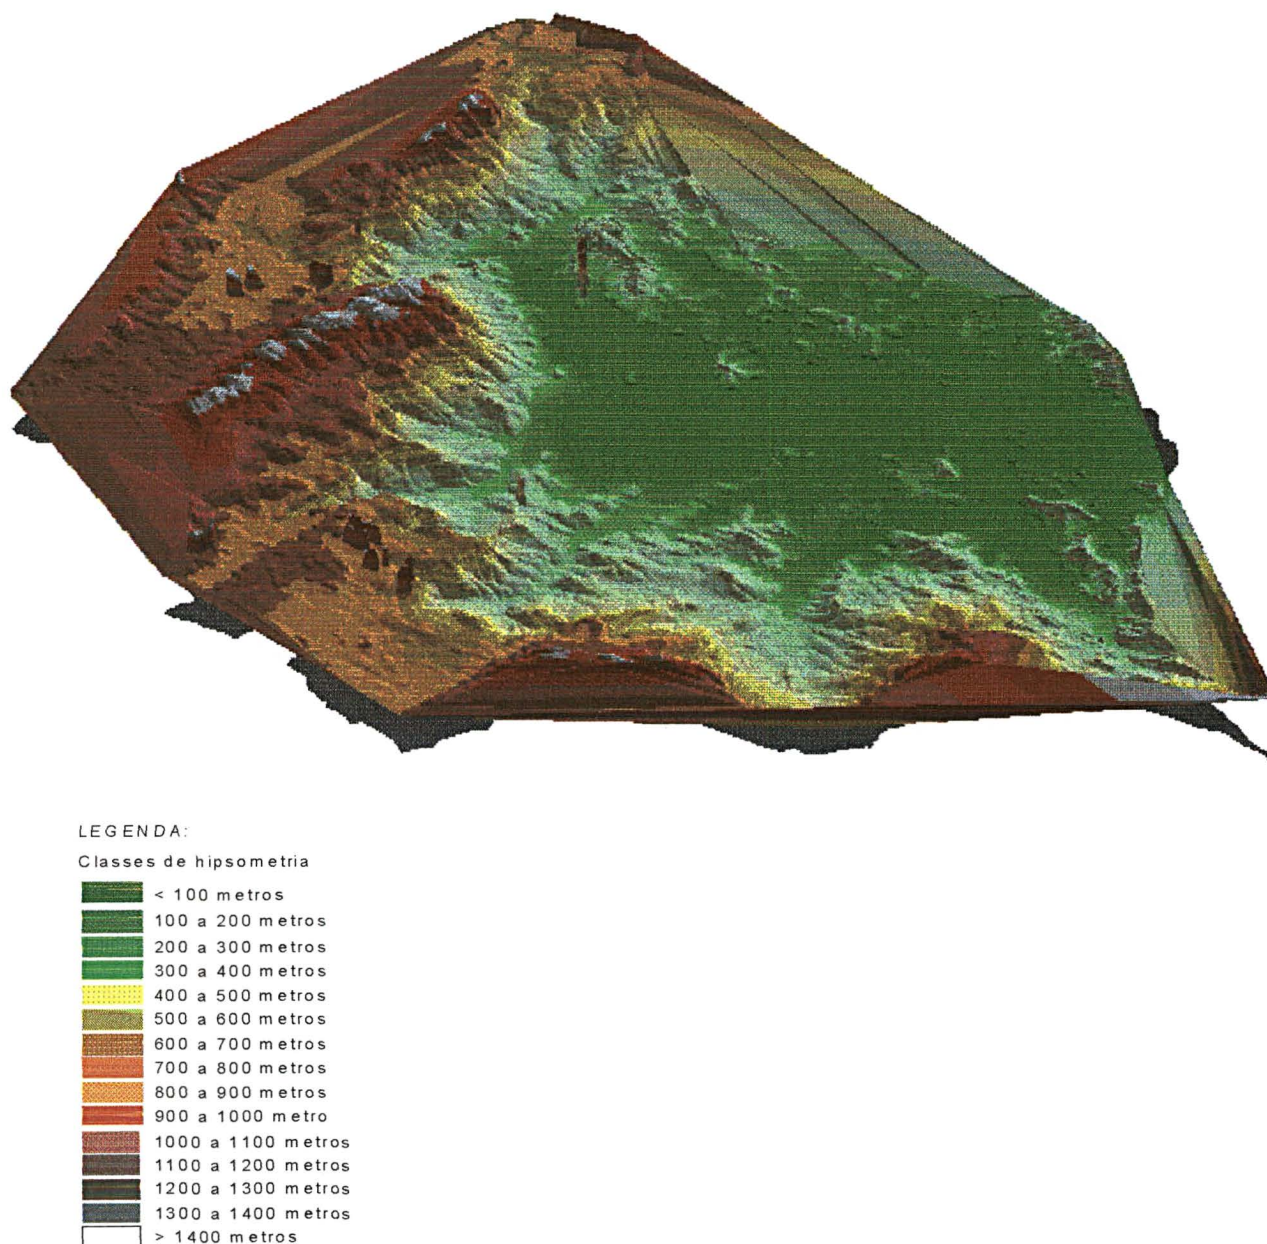 LEGENDA:
Classes de hipsometria
< 100 metros
100 a 200 metros
200 a 300 metros
300 a 400 metros
400 a 500 metros
500 a 600 metros
600 a 700 metros
700 a 800 metros
800 a 900 metros
900 a 1000 metro
1000 a 1100 metros
1100 a 1200 metros
1200 a 1300 metros
1300 a 1400 metros
> 1400 metros